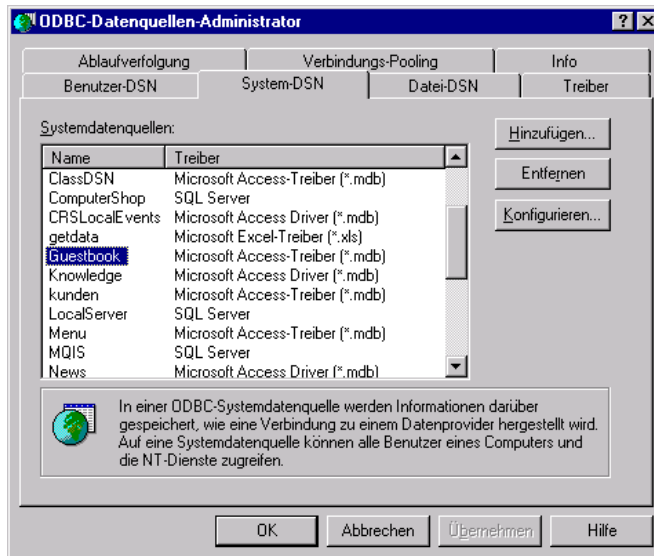 ODBC-Datenquellen-Administrator
Ablaufverfolgung Verbindungs-Pooling Info
Benutzer-DSN System-DSN Datei-DSN Treiber
Systemdatenquellen:
Hinzufügen...
Entfernen
Konfigurieren...
Name Treiber
ClassDSN Microsoft Access-Treiber (*.mdb)
ComputerShop SQL Server
CRSLocalEvents Microsoft Access Driver (*.mdb)
getdata Microsoft Excel-Treiber (*.xls)
Guestbook Microsoft Access-Treiber (*.mdb)
Knowledge Microsoft Access Driver (*.mdb)
kunden Microsoft Access-Treiber (*.mdb)
LocalServer SQL Server
Menu Microsoft Access-Treiber (*.mdb)
MQIS SQL Server
News Microsoft Access Driver (*.mdb)
In einer ODBC-Systemdatenquelle werden Informationen darüber
gespeichert, wie eine Verbindung zu einem Datenprovider hergestellt wird.
Auf eine Systemdatenquelle können alle Benutzer eines Computers und
die NT-Dienste zugreifen.
OK Abbrechen Übernehmen Hilfe